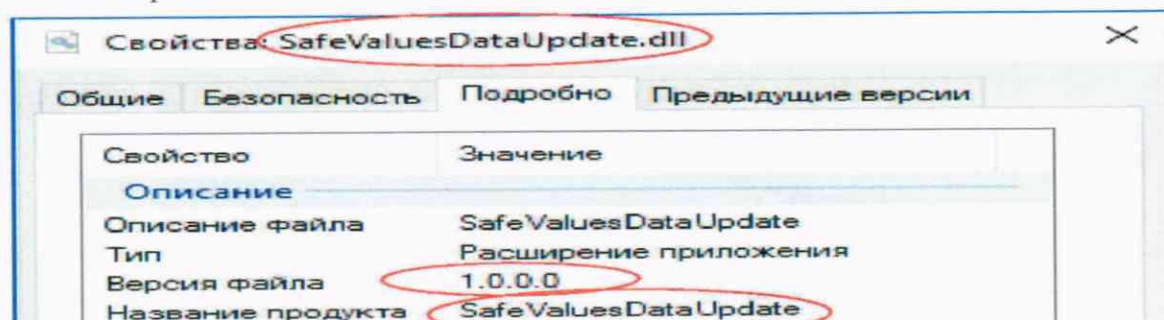 Свойства: SafeValuesDataUpdate.dll
Общие Безопасность Подробно Предыдущие версии
Свойство Значение
Описание
Описание файла SafeValuesDataUpdate
Тип Расширение приложения
Версия файла 1.0.0.0
Название продукта SafeValuesDataUpdate